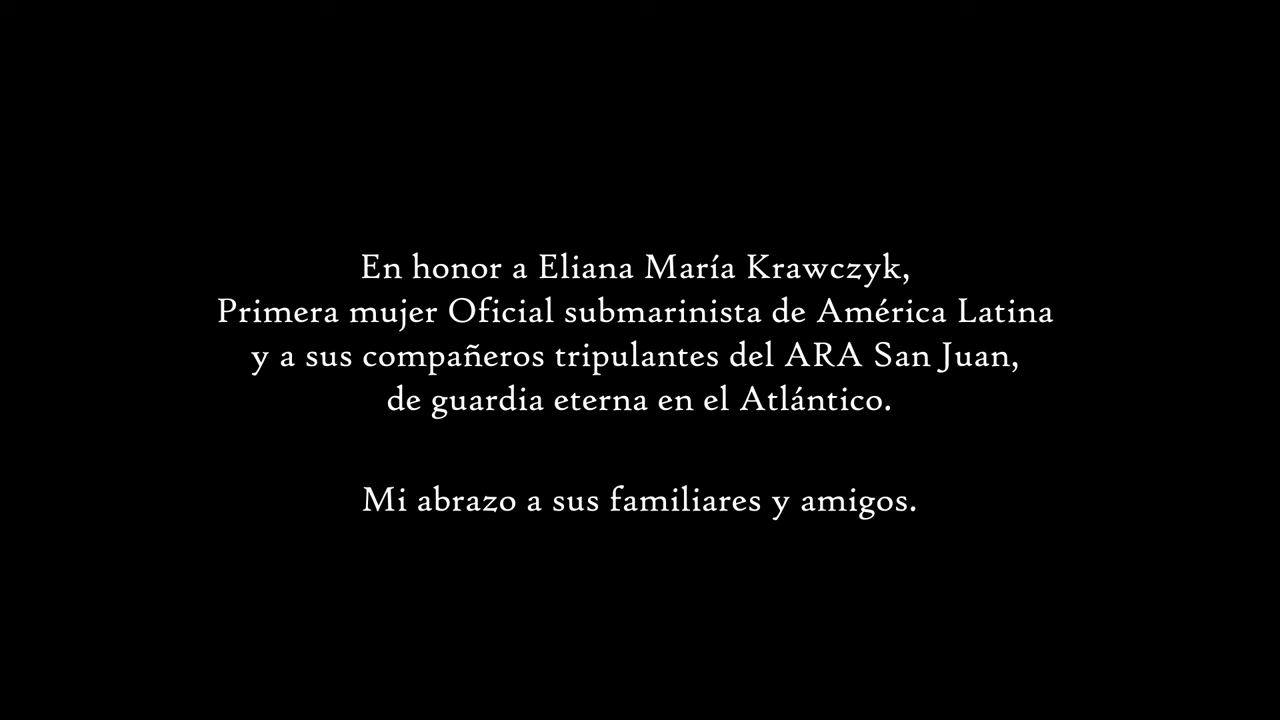 En honor a Eliana María Krawczyk,
Primera mujer Oficial submarinista de América Latina
y a sus compañeros tripulantes del ARA San Juan,
de guardia eterna en el Atlántico.
Mi abrazo a sus familiares y amigos.